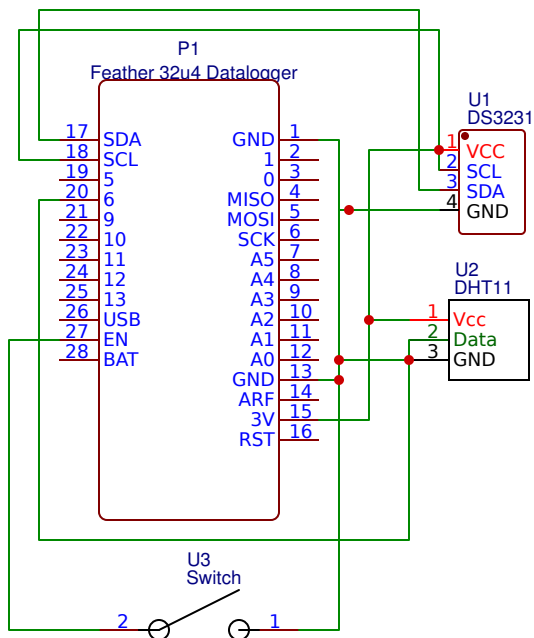 P1
Feather 32u4 Datalogger
17 SDA GND 1
18 SCL 1 2
19 5 0 3
20 6 MISO 4
21 9 MOSI 5
22 10 SCK 6
23 11 A5 7
24 12 A4 8
25 13 A3 9
26 USB A2 10
27 EN A1 11
28 BAT A0 12
GND 13
ARF 14
3V 15
RST 16
U1
DS3231
1 VCC
2 SCL
3 SDA
4 GND
U2
DHT11
1 Vcc
2 Data
3 GND
U3
Switch
2 1